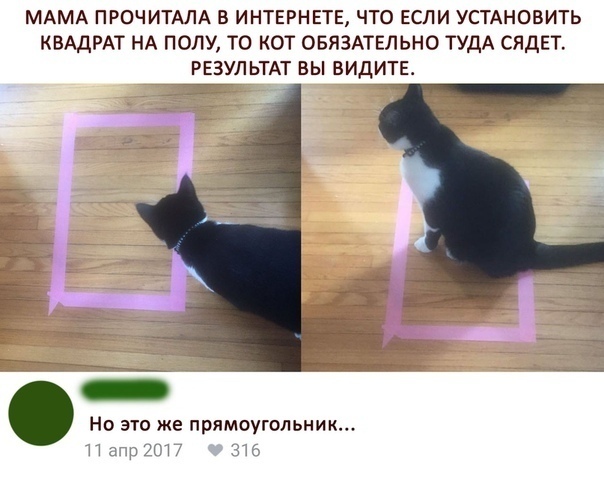 МАМА ПРОЧИТАЛА В ИНТЕРНЕТЕ, ЧТО ЕСЛИ УСТАНОВИТЬ
КВАДРАТ НА ПОЛУ, ТО КОТ ОБЯЗАТЕЛЬНО ТУДА СЯДЕТ.
РЕЗУЛЬТАТ ВЫ ВИДИТЕ.
Но это же прямоугольник...
11 апр 2017 316